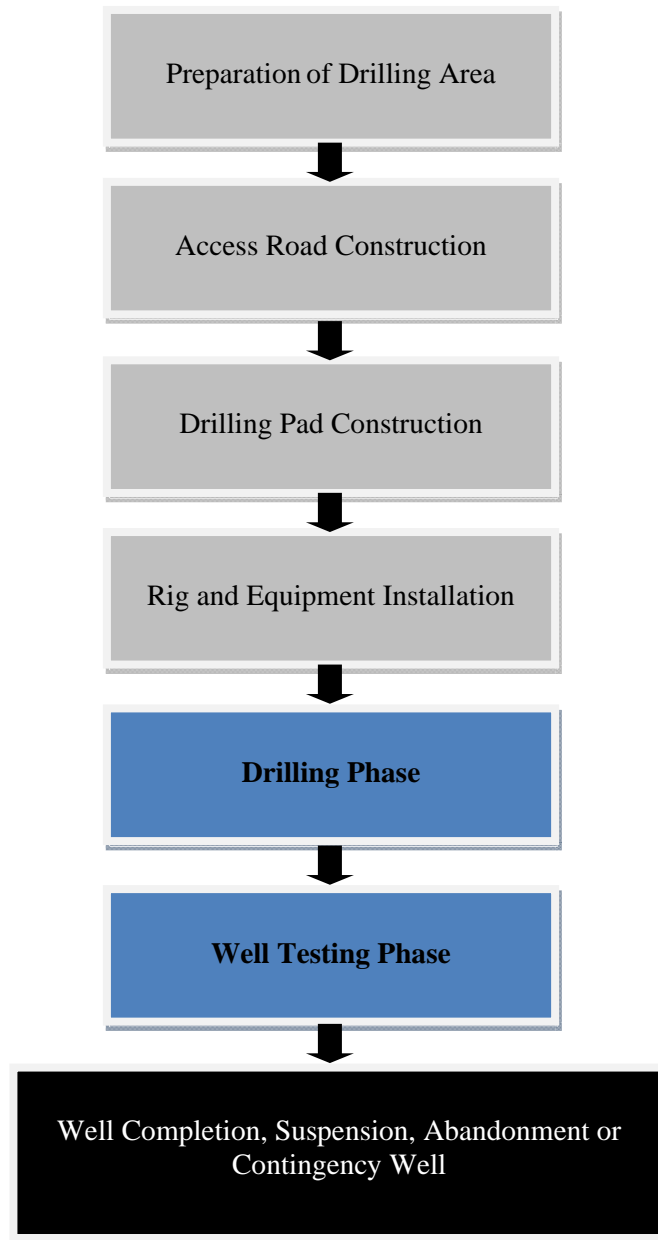 Preparation of Drilling Area
Access Road Construction
Drilling Pad Construction
Rig and Equipment Installation
Drilling Phase
Well Testing Phase
Well Completion, Suspension, Abandonment or
Contingency Well